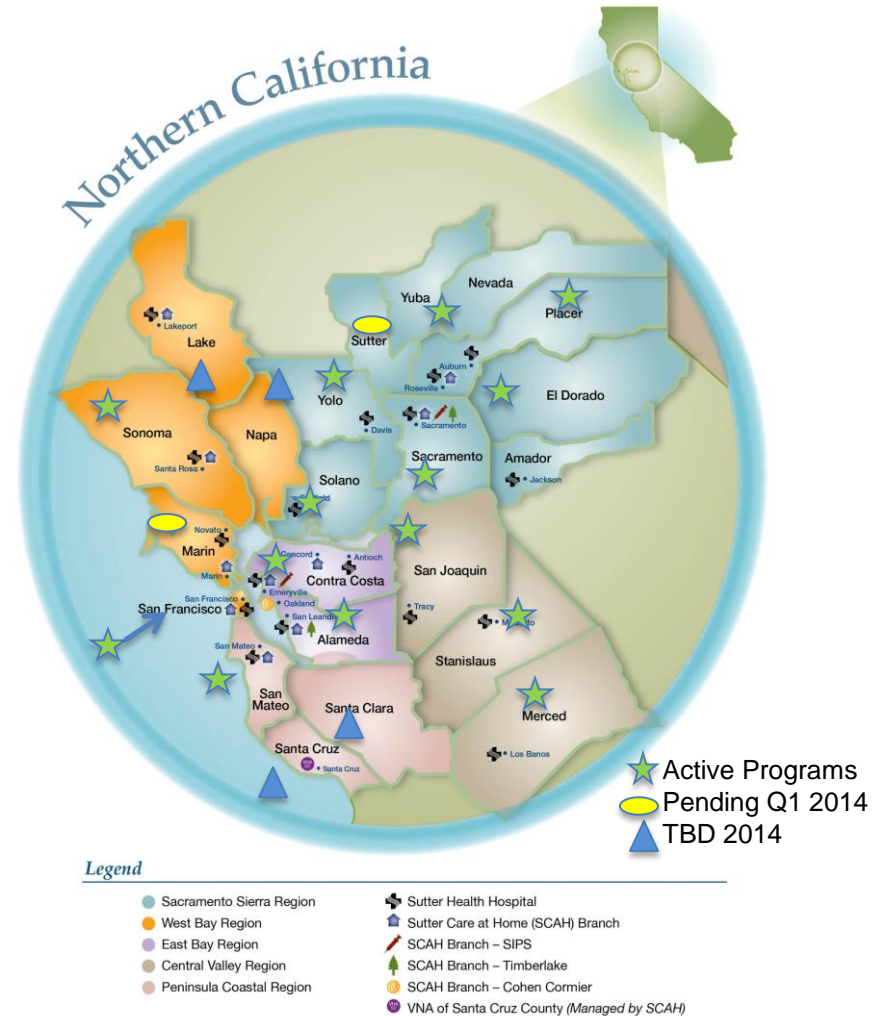 Northern California
Nevada
Yuba
Placer
Sutter
Lakeport
Lake
Auburn
Roseville
El Dorado
Yolo
Sonoma
Napa
Davis
Sacramento
Sacramento
Amador
Santa Rosa
Solano
Jackson
Novato
Marin
Marin
Concord
Antioch
Contra Costa
San Joaquin
Emeryville
San Francisco
San Francisco
Oakland
Tracy
San Leandro
Alameda
San Mateo
Stanislaus
San
Mateo
Santa Clara
Merced
Santa Cruz
Santa Cruz
VNA
Los Banos
Active Programs
Pending Q1 2014
TBD 2014
Legend
Sacramento Sierra Region
West Bay Region
East Bay Region
Central Valley Region
Peninsula Coastal Region
Sutter Health Hospital
Sutter Care at Home (SCAH) Branch
SCAH Branch – SIPS
SCAH Branch – Timberlake
SCAH Branch – Cohen Cormier
VNA
VNA of Santa Cruz County (Managed by SCAH)